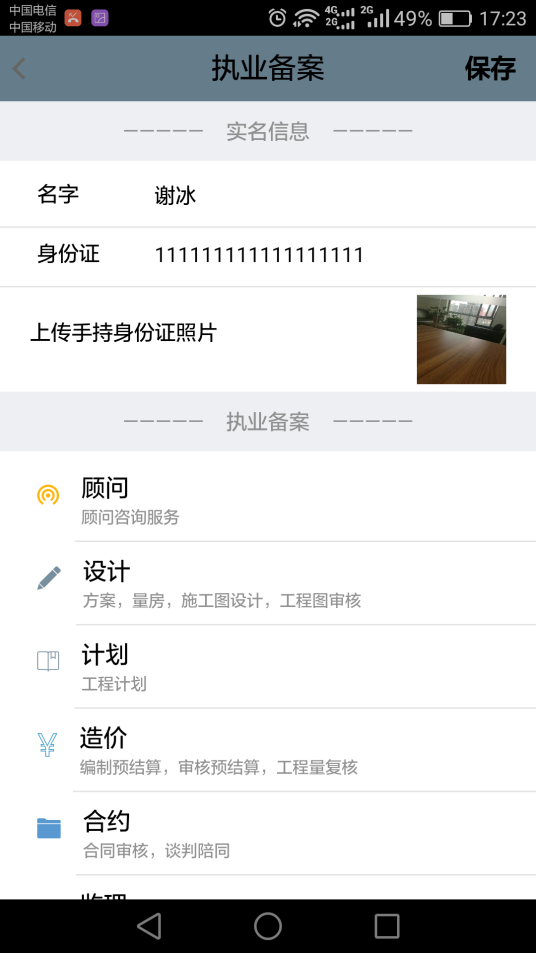 中国电信
中国移动
4G
2G
2G
49%
17:23
执业备案
保存
----- 实名信息 -----
名字 谢冰
身份证 111111111111111111
上传手持身份证照片
----- 执业备案 -----
顾问
顾问咨询服务
设计
方案，量房，施工图设计，工程图审核
计划
工程计划
造价
编制预结算，审核预结算，工程量复核
合约
合同审核，谈判陪同
监理